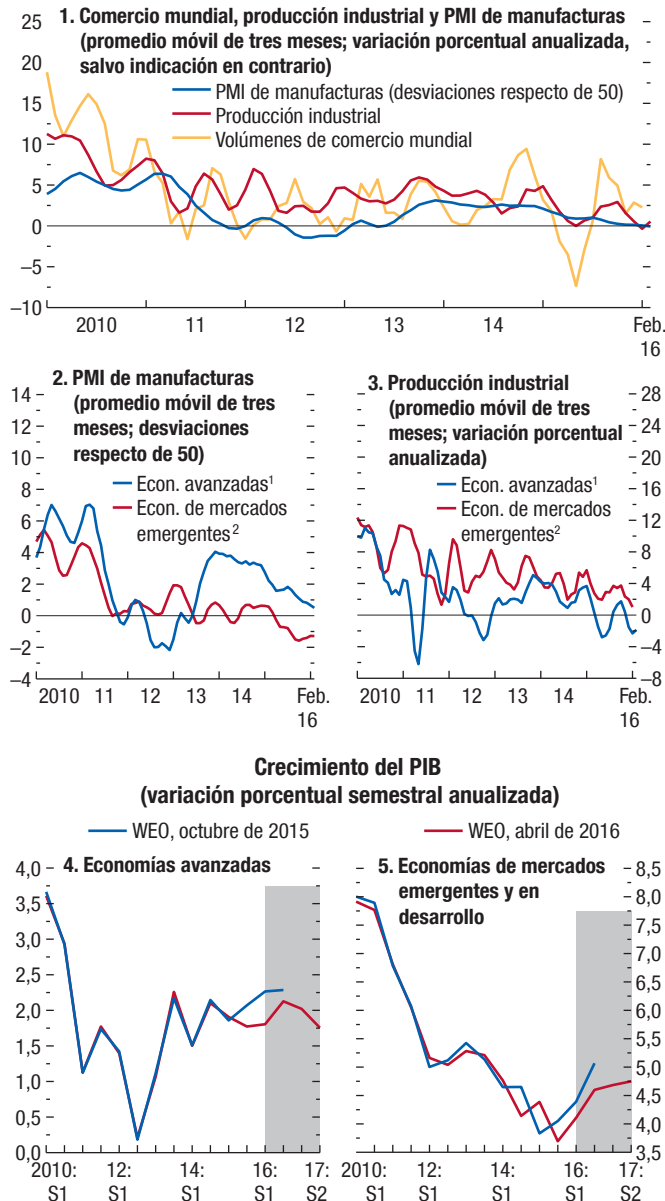 1. Comercio mundial, producción industrial y PMI de manufacturas
(promedio móvil de tres meses; variación porcentual anualizada,
salvo indicación en contrario)
PMI de manufacturas (desviaciones respecto de 50)
Producción industrial
Volúmenes de comercio mundial
25
20
15
10
5
0
–5
–10
2010 11 12 13 14 Feb.
16
2. PMI de manufacturas
(promedio móvil de tres
meses; desviaciones
respecto de 50)
Econ. avanzadas¹
Econ. de mercados
emergentes²
14
12
10
8
6
4
2
0
–2
–4
2010 11 12 13 14 Feb.
16
3. Producción industrial
(promedio móvil de tres
meses; variación porcentual
anualizada)
Econ. avanzadas¹
Econ. de mercados
emergentes²
28
24
20
16
12
8
4
0
–4
–8
2010 11 12 13 14 Feb.
16
Crecimiento del PIB
(variación porcentual semestral anualizada)
WEO, octubre de 2015
WEO, abril de 2016
4. Economías avanzadas
4,0
3,5
3,0
2,5
2,0
1,5
1,0
0,5
0,0
2010: 12: 14: 16: 17:
S1 S1 S1 S1 S2
5. Economías de mercados
emergentes y en
desarrollo
8,5
8,0
7,5
7,0
6,5
6,0
5,5
5,0
4,5
4,0
3,5
2010: 12: 14: 16: 17:
S1 S1 S1 S1 S2